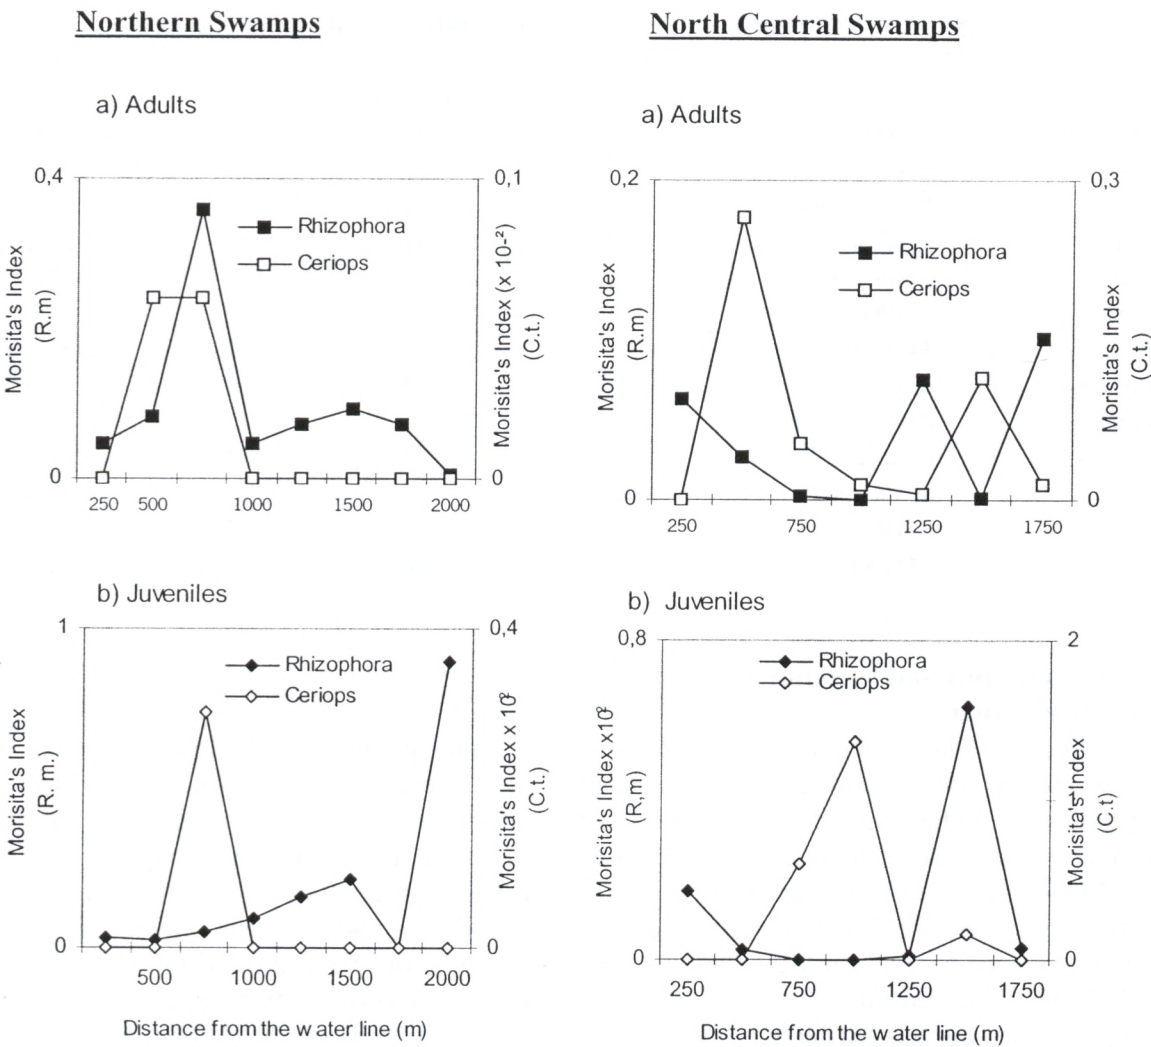 Northern Swamps
a) Adults
0,4
0
0,1
0
Morisita's Index
(R.m)
Morisita's Index (x 10-²)
(C.t.)
Rhizophora
Ceriops
250 500 1000 1500 2000
b) Juveniles
1
0
0,4
0
Morisita's Index
(R. m.)
Morisita's Index x 10²
(C.t.)
Rhizophora
Ceriops
500 1000 1500 2000
Distance from the water line (m)
North Central Swamps
a) Adults
0,2
0
0,3
0
Morisita's Index
(R.m)
Morisita's Index
(C.t.)
Rhizophora
Ceriops
250 750 1250 1750
b) Juveniles
0,8
0
2
0
Morisita's Index x10²
(R,m)
Morisita's Index
(C.t)
Rhizophora
Ceriops
250 750 1250 1750
Distance from the water line (m)